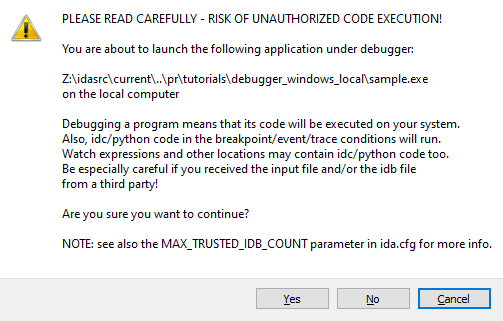 PLEASE READ CAREFULLY - RISK OF UNAUTHORIZED CODE EXECUTION!
You are about to launch the following application under debugger:
Z:\idasrc\current\..\pr\tutorials\debugger_windows_local\sample.exe
on the local computer
Debugging a program means that its code will be executed on your system.
Also, idc/python code in the breakpoint/event/trace conditions will run.
Watch expressions and other locations may contain idc/python code too.
Be especially careful if you received the input file and/or the idb file
from a third party!
Are you sure you want to continue?
NOTE: see also the MAX_TRUSTED_IDB_COUNT parameter in ida.cfg for more info.
Yes
No
Cancel